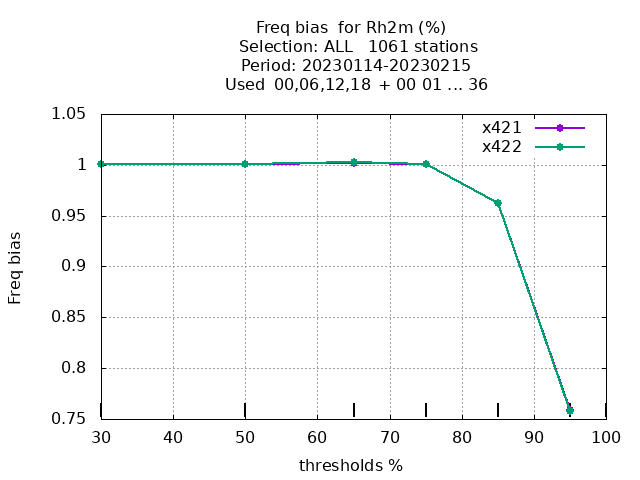 Freq bias  for Rh2m (%)
Selection: ALL   1061 stations
Period: 20230114-20230215
Used  00,06,12,18  + 00 01 ... 36
1.05
x421
x422
1
0.95
Freq bias
0.9
0.85
0.8
0.75
30 40 50 60 70 80 90 100
thresholds %